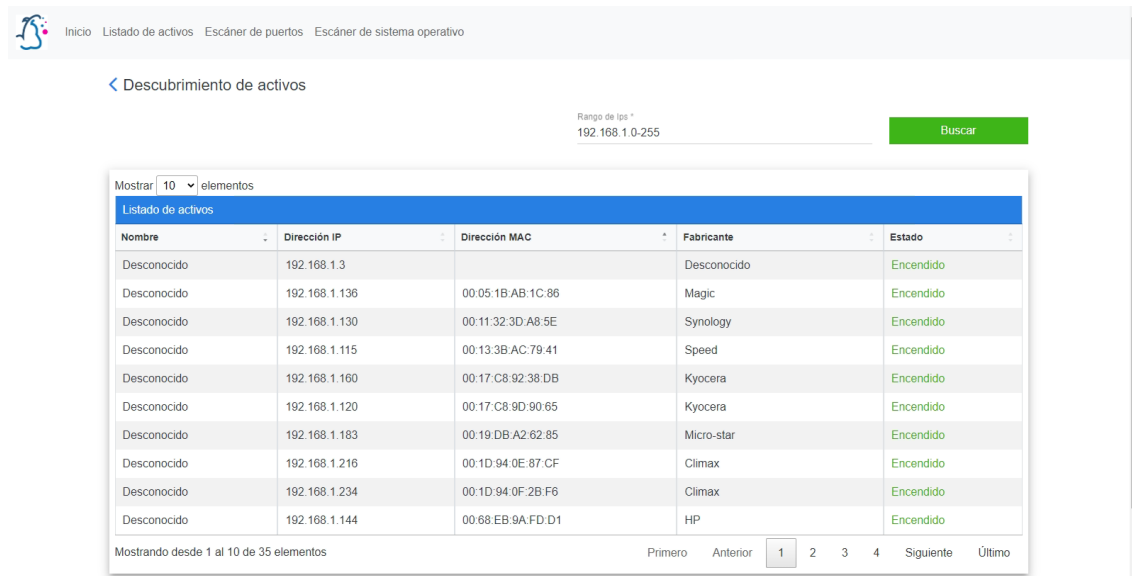 Inicio Listado de activos Escáner de puertos Escáner de sistema operativo
Descubrimiento de activos
Rango de Ips *
192.168.1.0-255
Buscar
Mostrar 10 elementos
Listado de activos
Nombre Dirección IP Dirección MAC Fabricante Estado
Desconocido 192.168.1.3 Desconocido Encendido
Desconocido 192.168.1.136 00:05:1B:AB:1C:86 Magic Encendido
Desconocido 192.168.1.130 00:11:32:3D:A8:5E Synology Encendido
Desconocido 192.168.1.115 00:13:3B:AC:79:41 Speed Encendido
Desconocido 192.168.1.160 00:17:C8:92:38:DB Kyocera Encendido
Desconocido 192.168.1.120 00:17:C8:9D:90:65 Kyocera Encendido
Desconocido 192.168.1.183 00:19:DB:A2:62:85 Micro-star Encendido
Desconocido 192.168.1.216 00:1D:94:0E:87:CF Climax Encendido
Desconocido 192.168.1.234 00:1D:94:0F:2B:F6 Climax Encendido
Desconocido 192.168.1.144 00:68:EB:9A:FD:D1 HP Encendido
Mostrando desde 1 al 10 de 35 elementos Primero Anterior 1 2 3 4 Siguiente Último